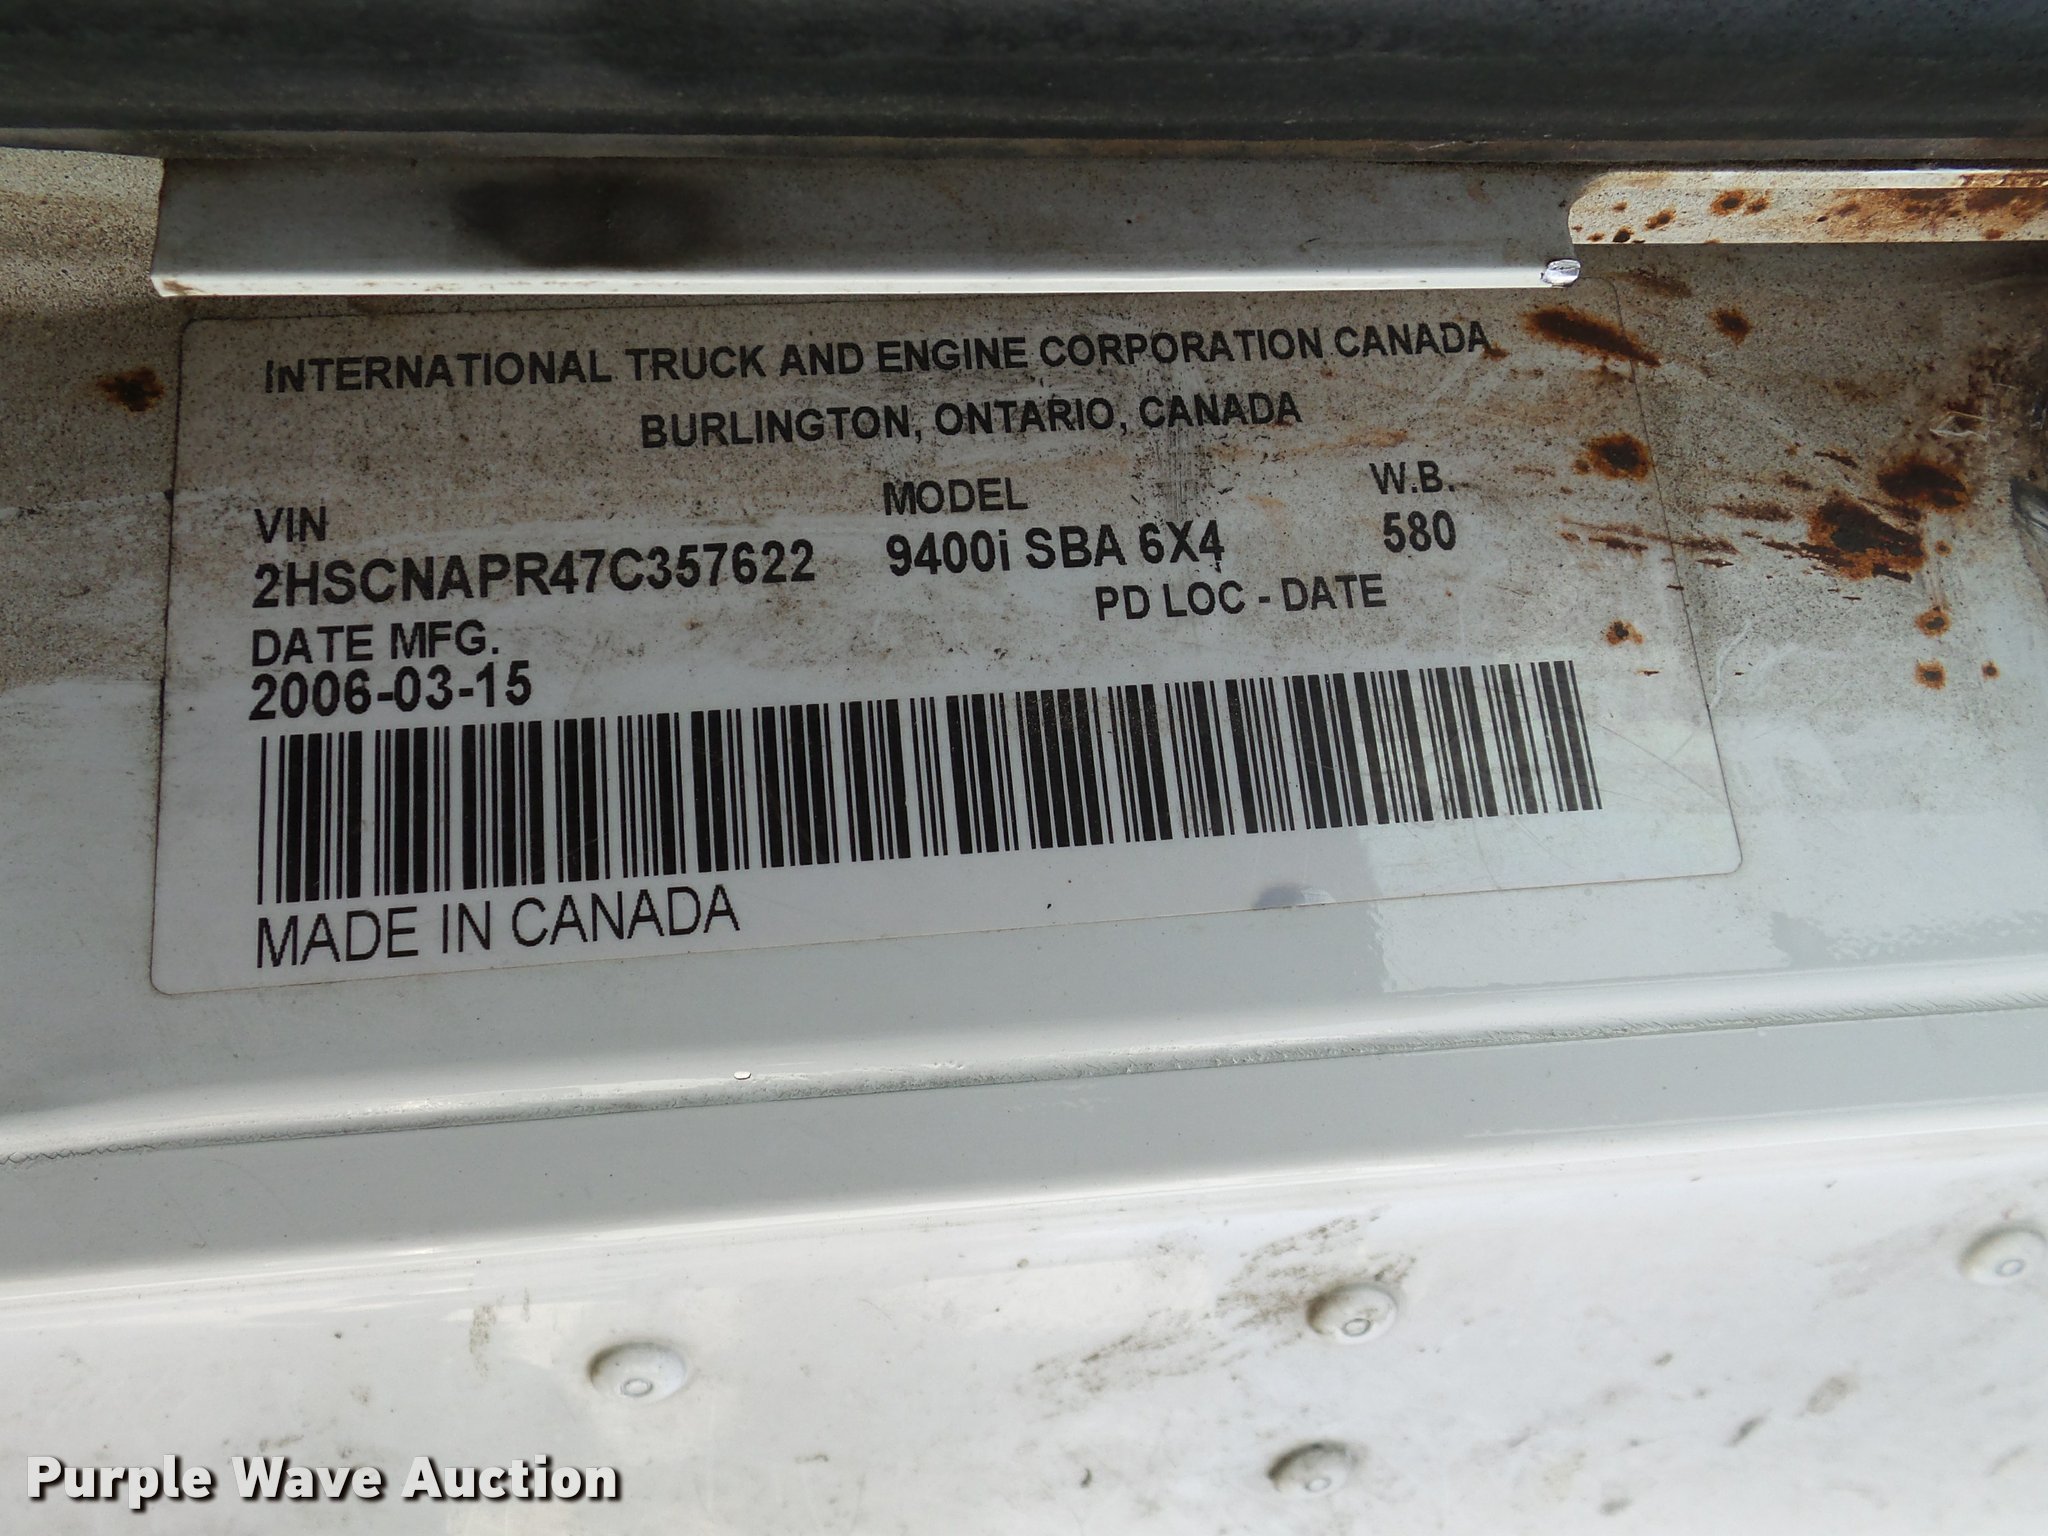 INTERNATIONAL TRUCK AND ENGINE CORPORATION CANADA
BURLINGTON, ONTARIO, CANADA
VIN MODEL W.B.
2HSCNAPR47C357622 9400i SBA 6X4 580
DATE MFG. PD LOC - DATE
2006-03-15
MADE IN CANADA
Purple Wave Auction